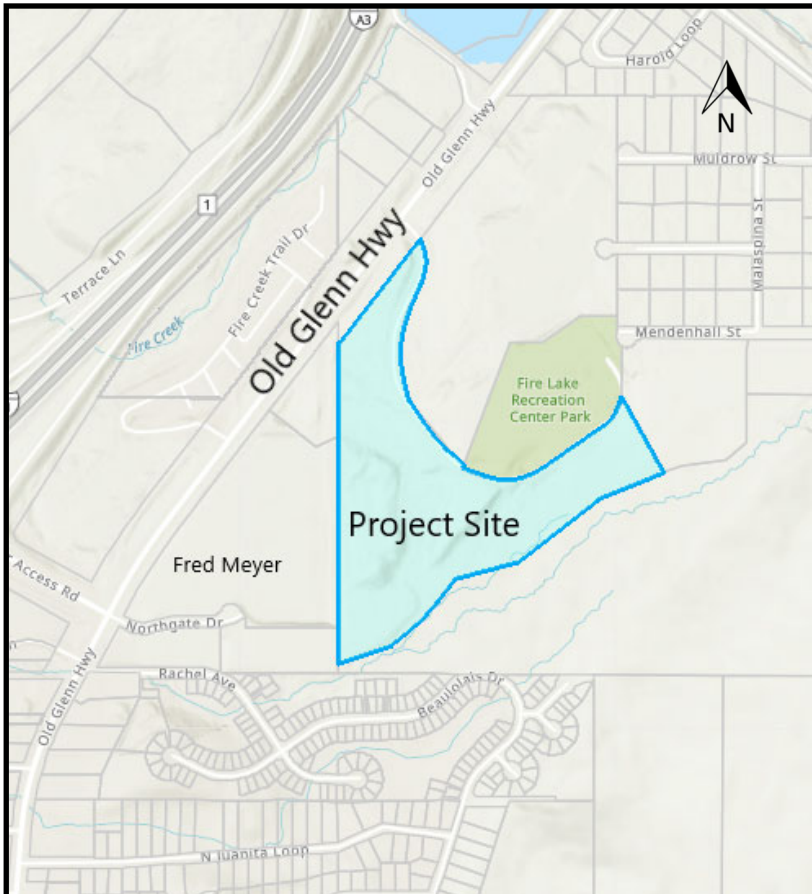 A3
Harold Loop
N
Old Glenn Hwy
Muldrow St
1
Malaspina St
Terrace Ln
Fire Creek Trail Dr
Old Glenn Hwy
Fire Creek
Mendenhall St
Fire Lake
Recreation
Center Park
Project Site
Fred Meyer
Access Rd
Northgate Dr
Old Glenn Hwy
Rachel Ave
Beaujolais Dr
N Juanita Loop